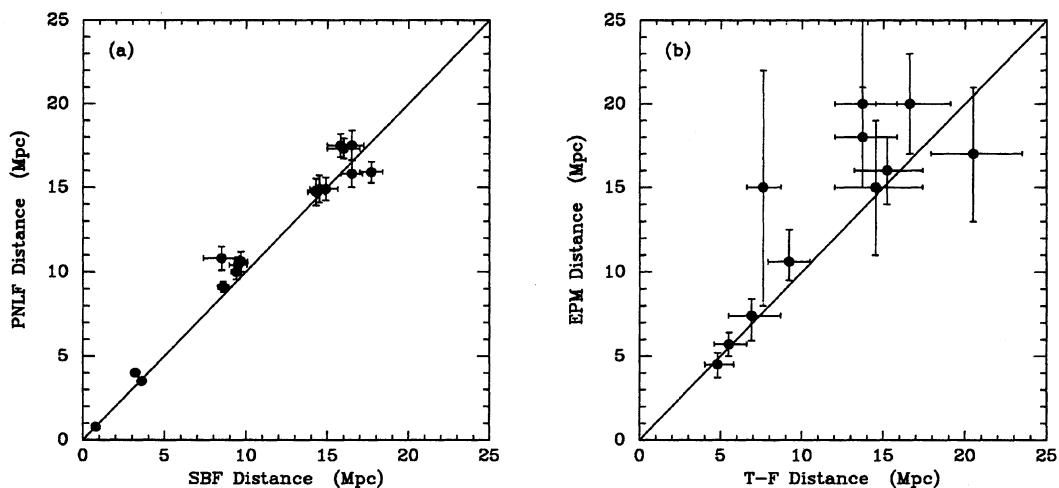 (a)
25
20
15
10
5
0
PNLF Distance (Mpc)
0 5 10 15 20 25
SBF Distance (Mpc)
(b)
25
20
15
10
5
0
EPM Distance (Mpc)
0 5 10 15 20 25
T-F Distance (Mpc)